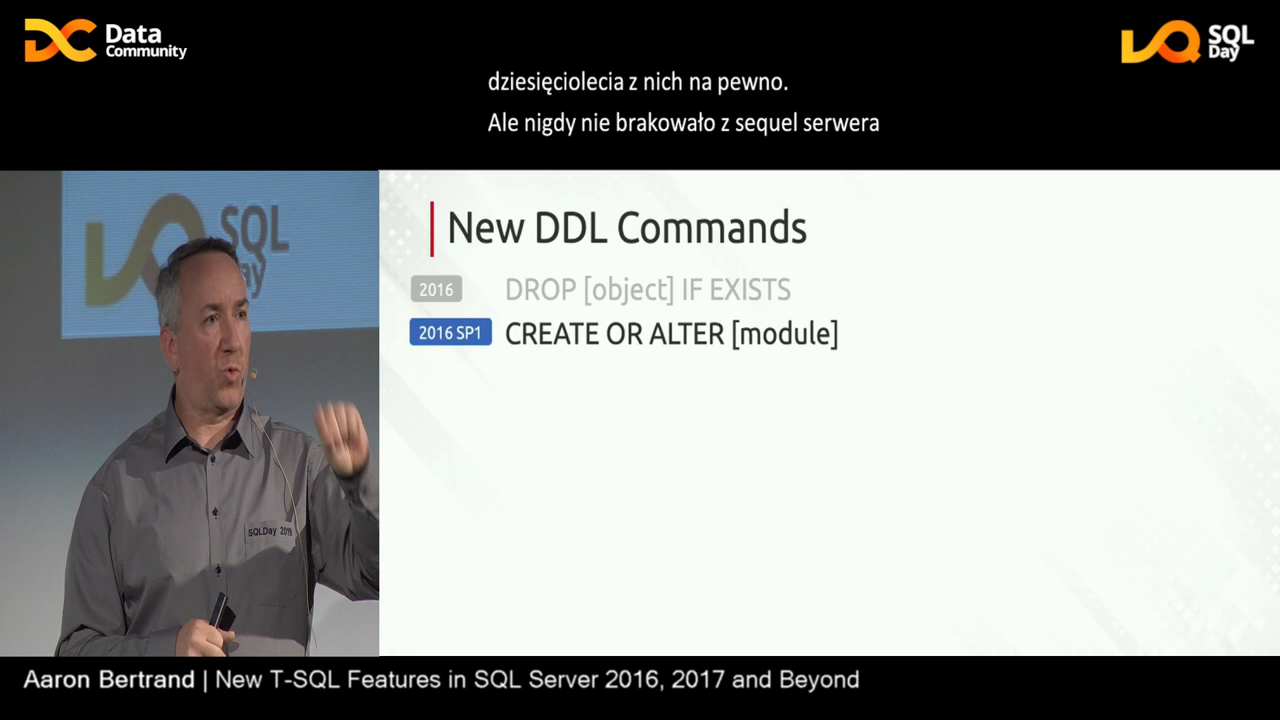 Data
Community
SQL
Day
dziesięciolecia z nich na pewno.
Ale nigdy nie brakowało z sequel serwera
SQL
Day
New DDL Commands
2016 DROP [object] IF EXISTS
2016 SP1 CREATE OR ALTER [module]
SQLDay 2019
Aaron Bertrand | New T-SQL Features in SQL Server 2016, 2017 and Beyond